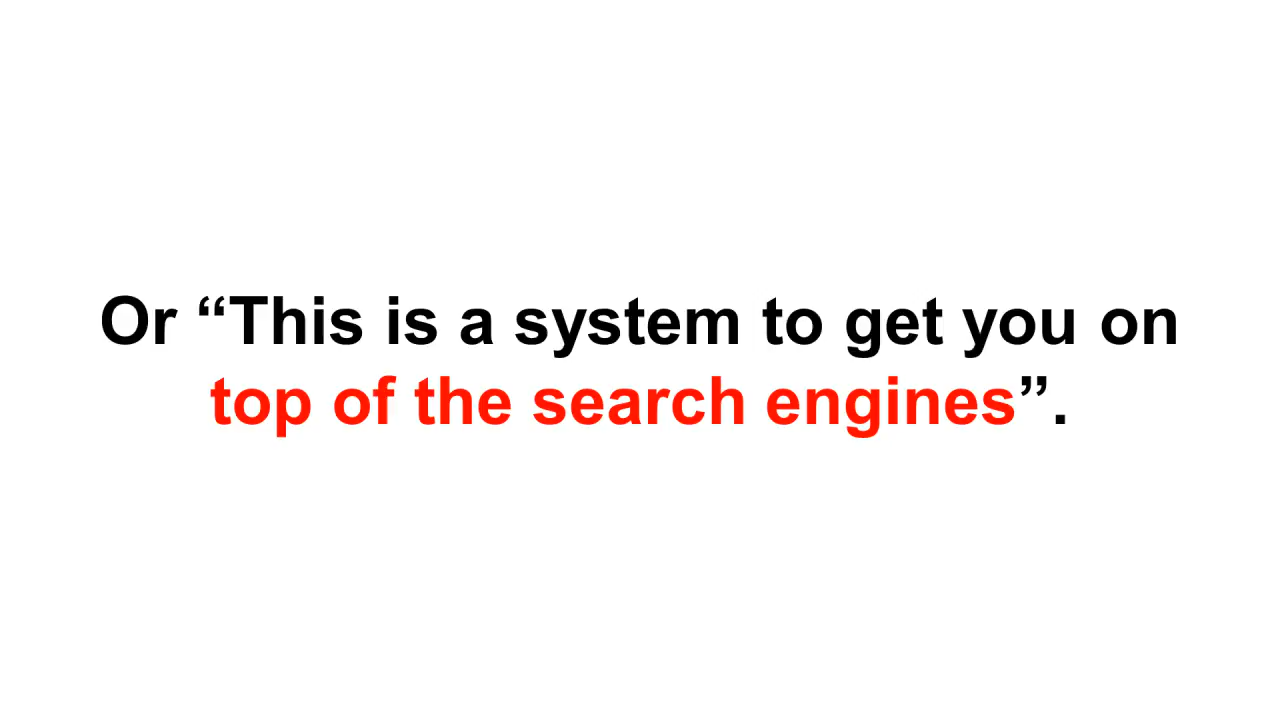 Or “This is a system to get you on
top of the search engines”.